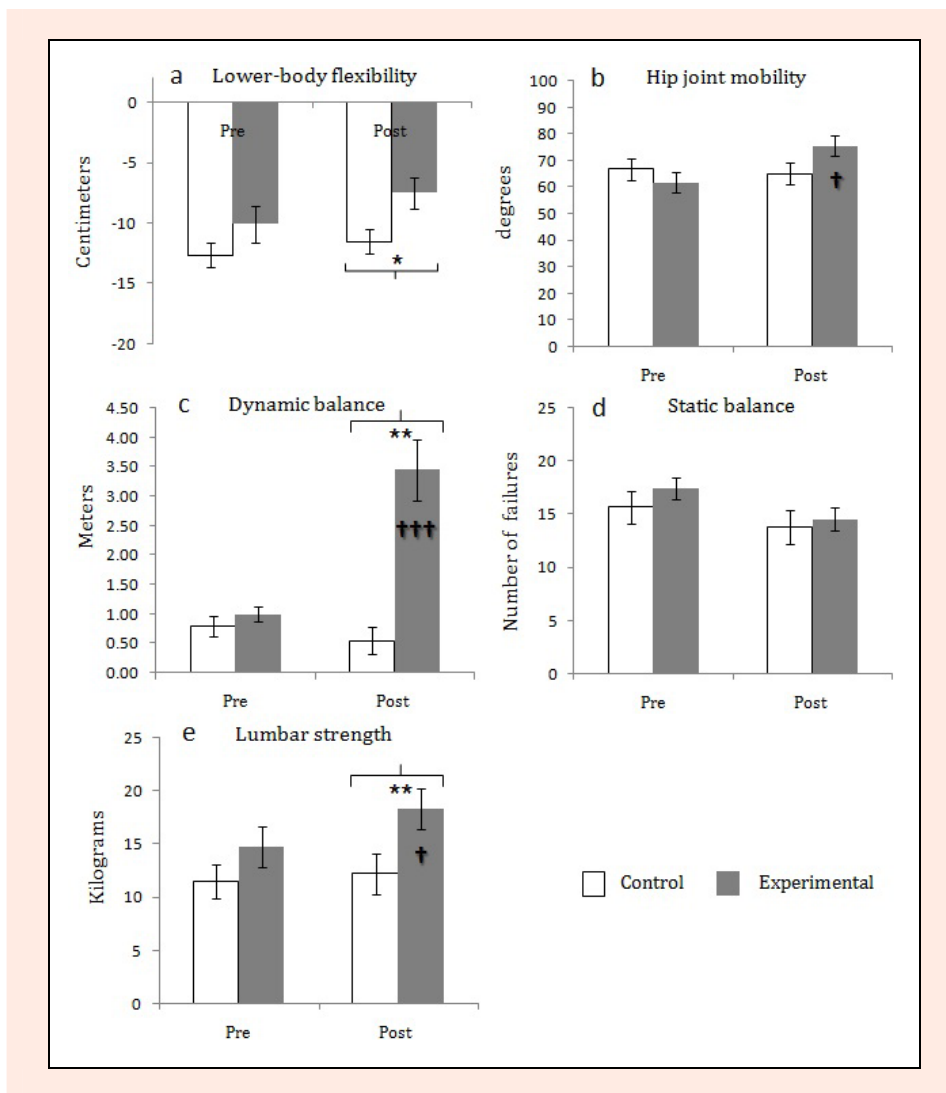 a Lower-body flexibility
0
-5
-10
-15
-20
Centimeters
Pre
Post
*
b Hip joint mobility
100
90
80
70
60
50
40
30
20
10
0
degrees
†
Pre
Post
c Dynamic balance
4.50
4.00
3.50
3.00
2.50
2.00
1.50
1.00
0.50
0.00
Meters
**
†††
Pre
Post
d Static balance
25
20
15
10
5
0
Number of failures
Pre
Post
e Lumbar strength
25
20
15
10
5
0
Kilograms
**
†
Pre
Post
Control
Experimental